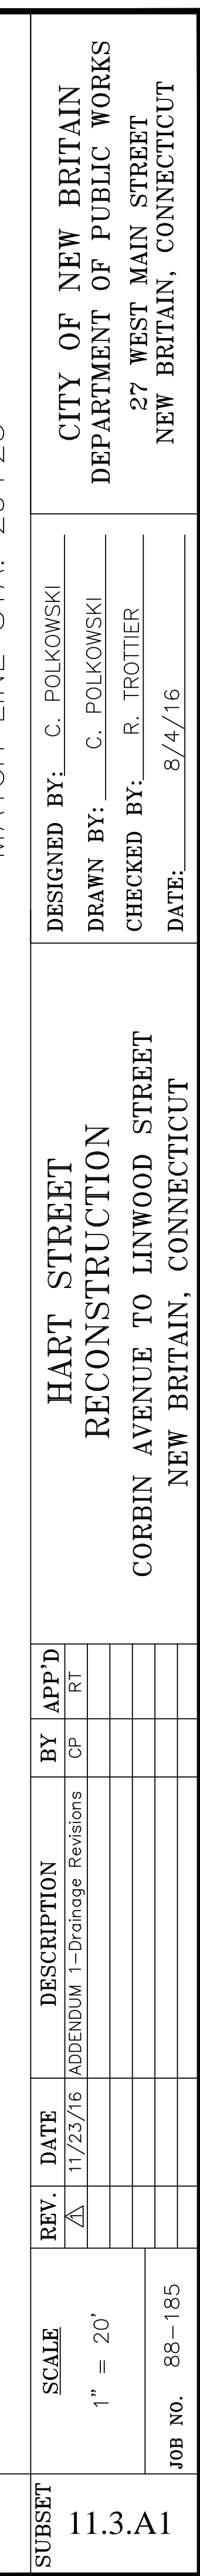 SUBSET
11.3.A1
SCALE
1" = 20'
JOB NO. 88-185
REV. DATE DESCRIPTION BY APP'D
1 11/23/16 ADDENDUM 1-Drainage Revisions CP RT
HART STREET
RECONSTRUCTION
CORBIN AVENUE TO LINWOOD STREET
NEW BRITAIN, CONNECTICUT
DESIGNED BY: C. POLKOWSKI
DRAWN BY: C. POLKOWSKI
CHECKED BY: R. TROTTIER
DATE: 8/4/16
CITY OF NEW BRITAIN
DEPARTMENT OF PUBLIC WORKS
27 WEST MAIN STREET
NEW BRITAIN, CONNECTICUT